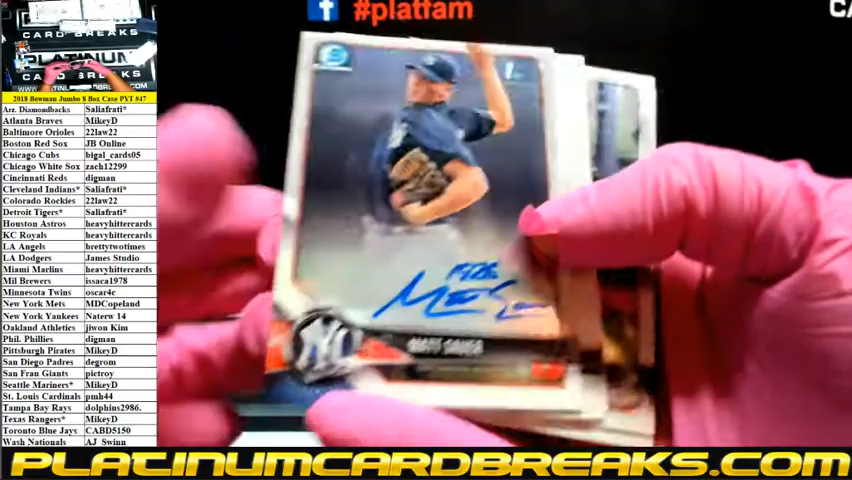 #platfam
CA
CARD BREAKS
PLATINUM
CARD BREAKS
2018 Bowman Jumbo 8 Box Case PYT #47
Arz. Diamondbacks Saliafrati*
Atlanta Braves MikeyD
Baltimore Orioles 22law22
Boston Red Sox JB Online
Chicago Cubs bigal_cards05
Chicago White Sox zach12299
Cincinnati Reds digman
Cleveland Indians* Saliafrati*
Colorado Rockies 22law22
Detroit Tigers* Saliafrati*
Houston Astros heavyhittercards
KC Royals heavyhittercards
LA Angels brettytwotimes
LA Dodgers James Studio
Miami Marlins heavyhittercards
Mil Brewers issaca1978
Minnesota Twins oscar4c
New York Mets MDCopeland
New York Yankees Naterw 14
Oakland Athletics jiwon Kim
Phil. Phillies digman
Pittsburgh Pirates MikeyD
San Diego Padres degrom
San Fran Giants pictroy
Seattle Mariners* MikeyD
St. Louis Cardinals pmh44
Tampa Bay Rays dolphins2986.
Texas Rangers* MikeyD
Toronto Blue Jays CABD5150
Wash Nationals AJ Swinn
PLATINUMCARDBREAKS.COM